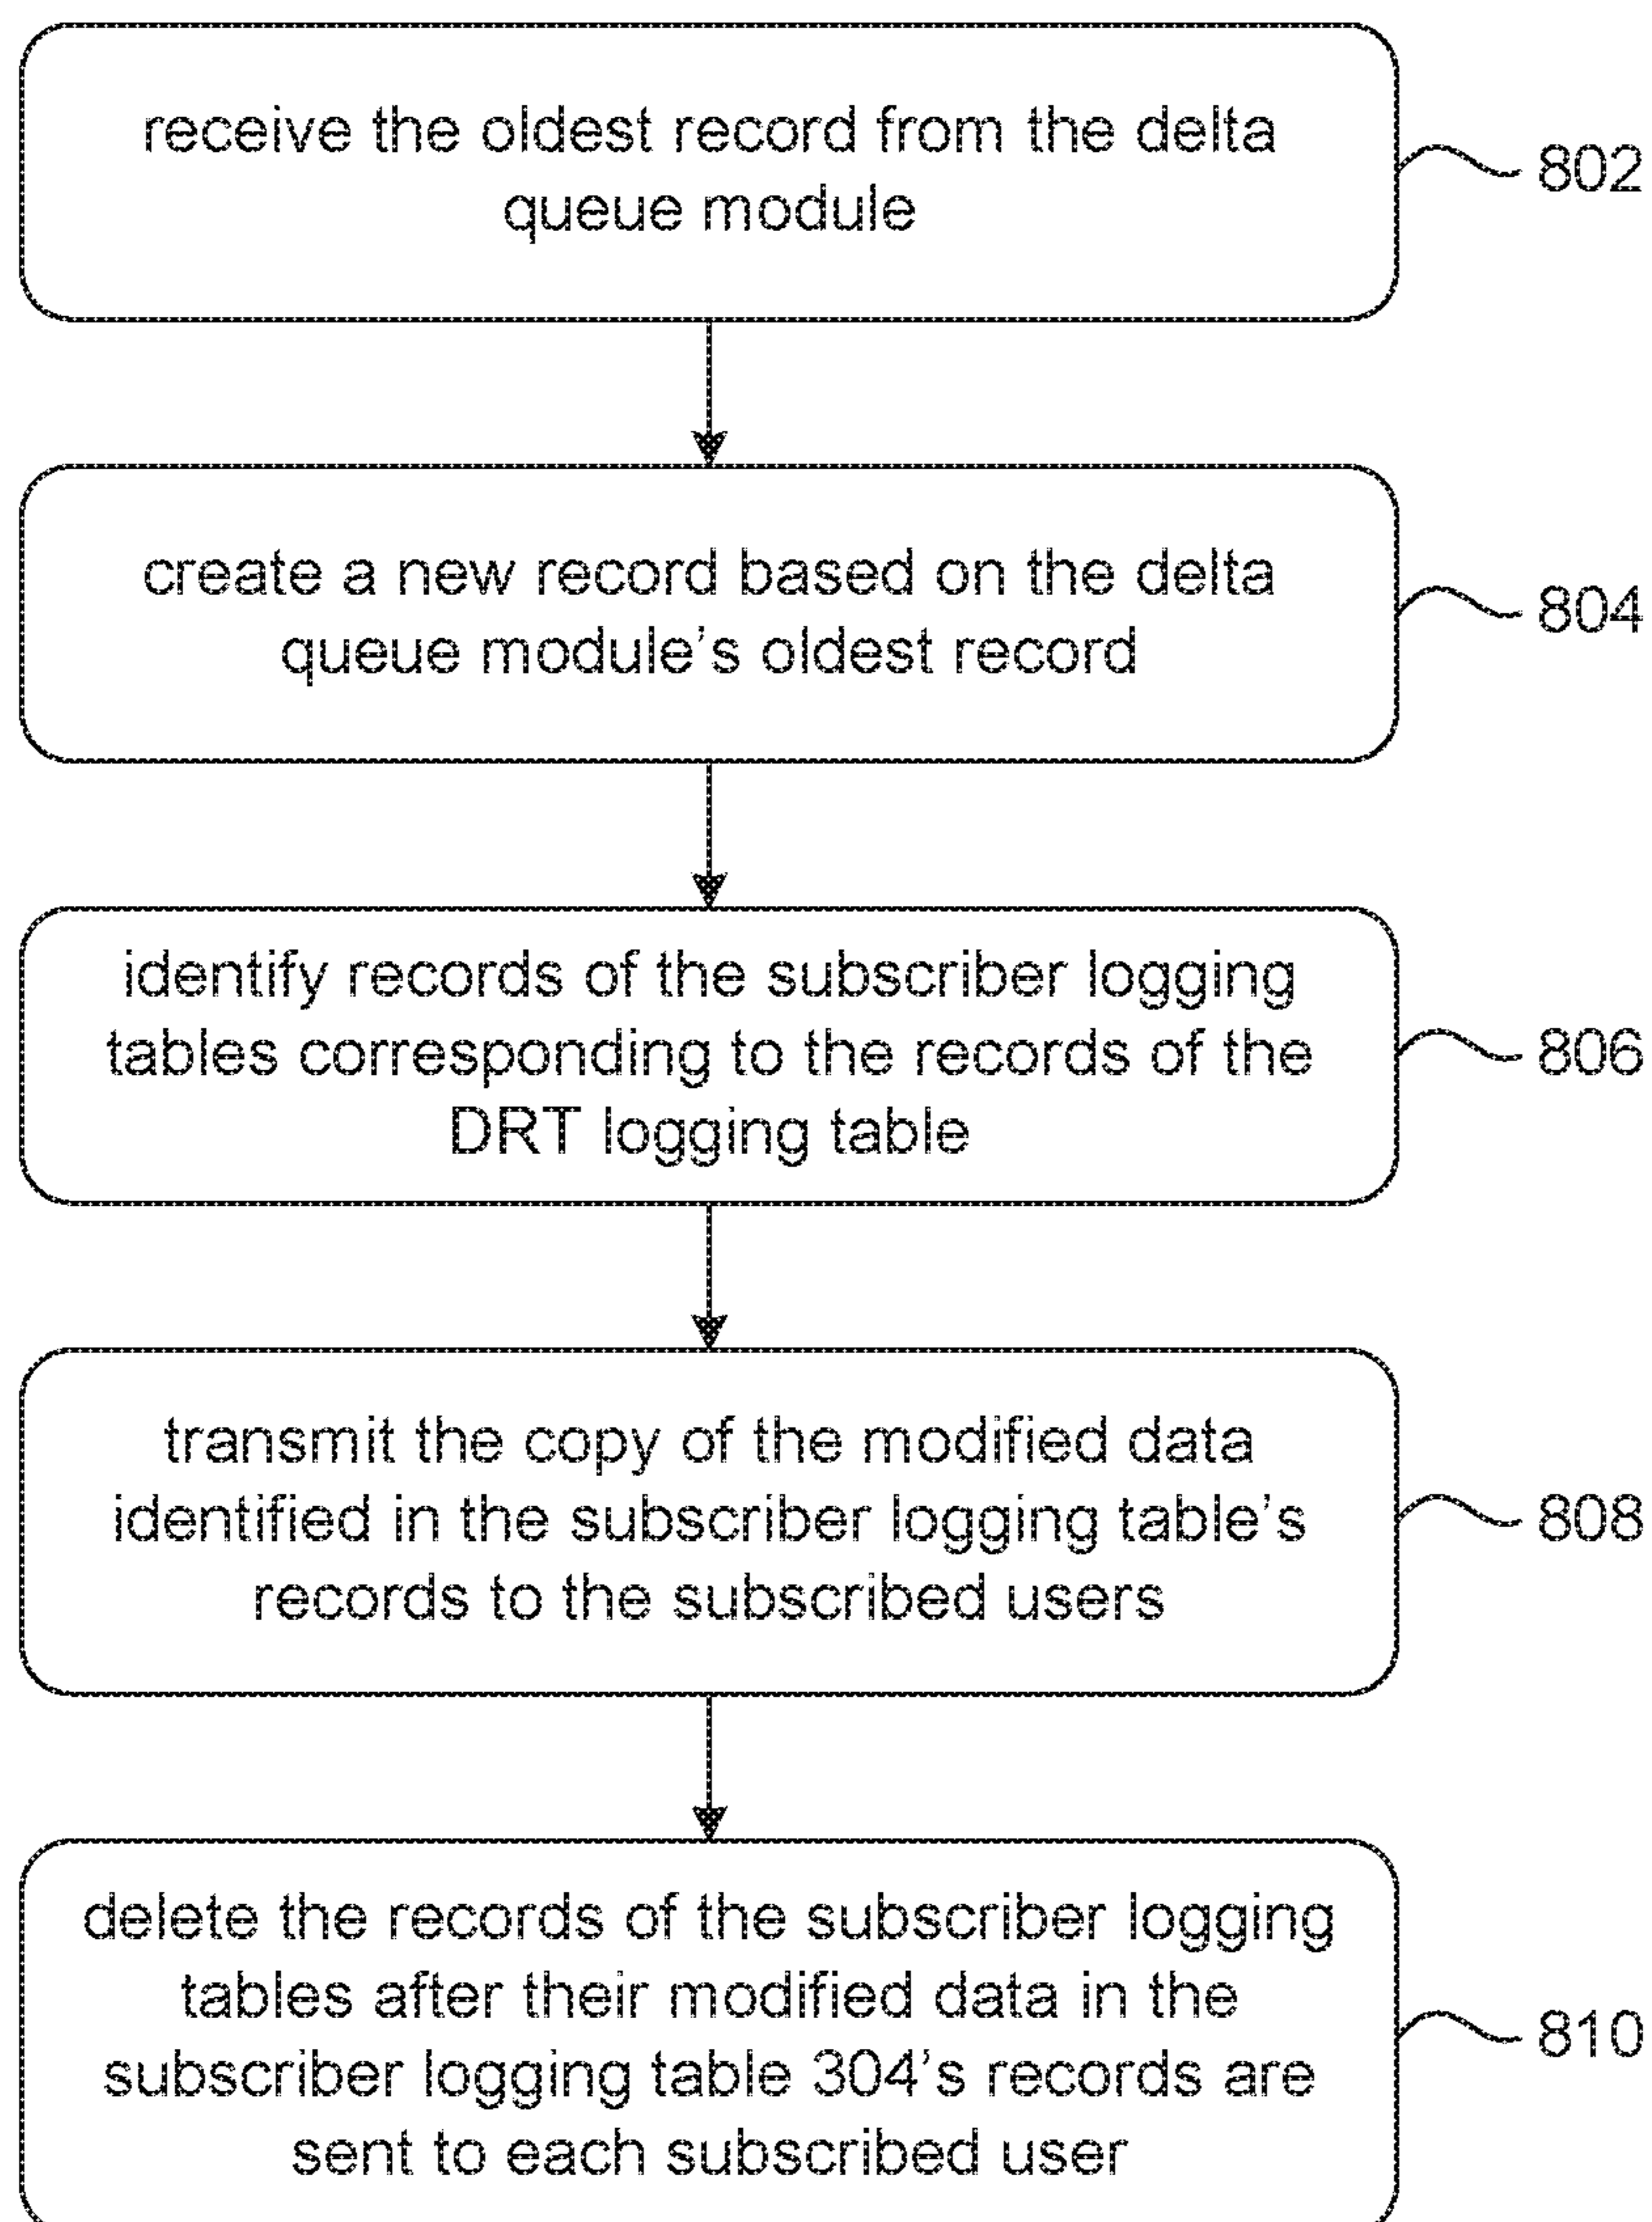 receive the oldest record from the delta
queue module
802
create a new record based on the delta
queue module's oldest record
804
identify records of the subscriber logging
tables corresponding to the records of the
DRT logging table
806
transmit the copy of the modified data
identified in the subscriber logging table's
records to the subscribed users
808
delete the records of the subscriber logging
tables after their modified data in the
subscriber logging table 304's records are
sent to each subscribed user
810